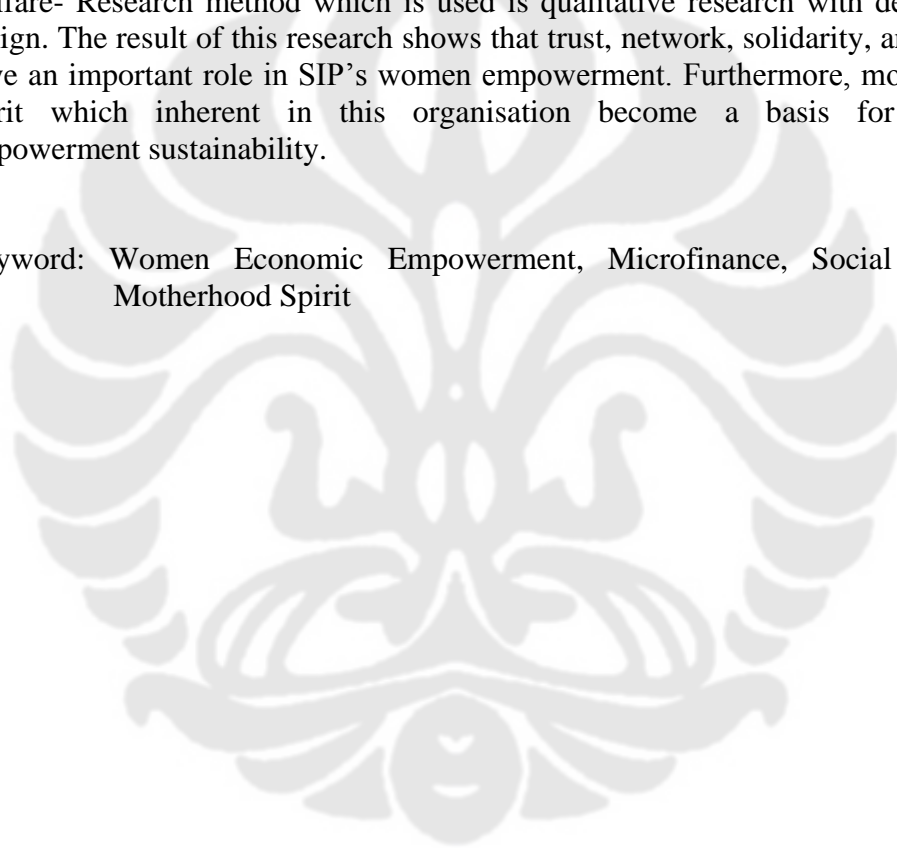 fare- Research method which is used is qualitative research with de
ign. The result of this research shows that trust, network, solidarity, ar
ve an important role in SIP's women empowerment. Furthermore, mo
rit which inherent in this organisation become a basis for
powerment sustainability.
yword: Women Economic Empowerment, Microfinance, Social
Motherhood Spirit